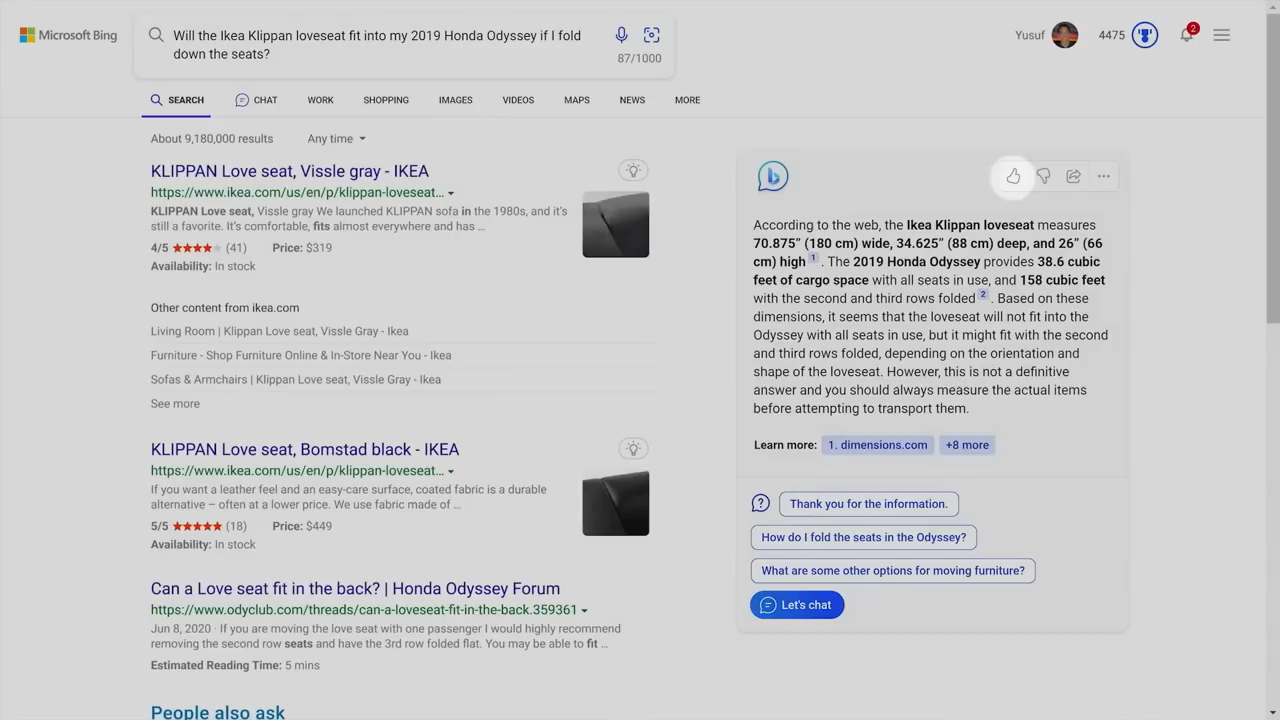 Microsoft Bing
Will the Ikea Klippan loveseat fit into my 2019 Honda Odyssey if I fold
down the seats?
87/1000
Yusuf
4475
2
SEARCH
CHAT
WORK
SHOPPING
IMAGES
VIDEOS
MAPS
NEWS
MORE
About 9,180,000 results
Any time
KLIPPAN Love seat, Vissle gray - IKEA
https://www.ikea.com/us/en/p/klippan-loveseat...
KLIPPAN Love seat, Vissle gray We launched KLIPPAN sofa in the 1980s, and it's
still a favorite. It's comfortable, fits almost everywhere and has ...
4/5 ★★★★★ (41) Price: $319
Availability: In stock
Other content from ikea.com
Living Room | Klippan Love seat, Vissle Gray - Ikea
Furniture - Shop Furniture Online & In-Store Near You - Ikea
Sofas & Armchairs | Klippan Love seat, Vissle Gray - Ikea
See more
KLIPPAN Love seat, Bomstad black - IKEA
https://www.ikea.com/us/en/p/klippan-loveseat...
If you want a leather feel and an easy-care surface, coated fabric is a durable
alternative – often at a lower price. We use fabric made of ...
5/5 ★★★★★ (18) Price: $449
Availability: In stock
Can a Love seat fit in the back? | Honda Odyssey Forum
https://www.odyclub.com/threads/can-a-loveseat-fit-in-the-back.359361
Jun 8, 2020 · If you are moving the love seat with one passenger I would highly recommend
removing the second row seats and have the 3rd row folded flat. You may be able to fit ...
Estimated Reading Time: 5 mins
People also ask
b
According to the web, the Ikea Klippan loveseat measures
70.875” (180 cm) wide, 34.625” (88 cm) deep, and 26” (66
cm) high 1 . The 2019 Honda Odyssey provides 38.6 cubic
feet of cargo space with all seats in use, and 158 cubic feet
with the second and third rows folded 2 . Based on these
dimensions, it seems that the loveseat will not fit into the
Odyssey with all seats in use, but it might fit with the second
and third rows folded, depending on the orientation and
shape of the loveseat. However, this is not a definitive
answer and you should always measure the actual items
before attempting to transport them.
Learn more: 1. dimensions.com +8 more
Thank you for the information.
How do I fold the seats in the Odyssey?
What are some other options for moving furniture?
Let's chat